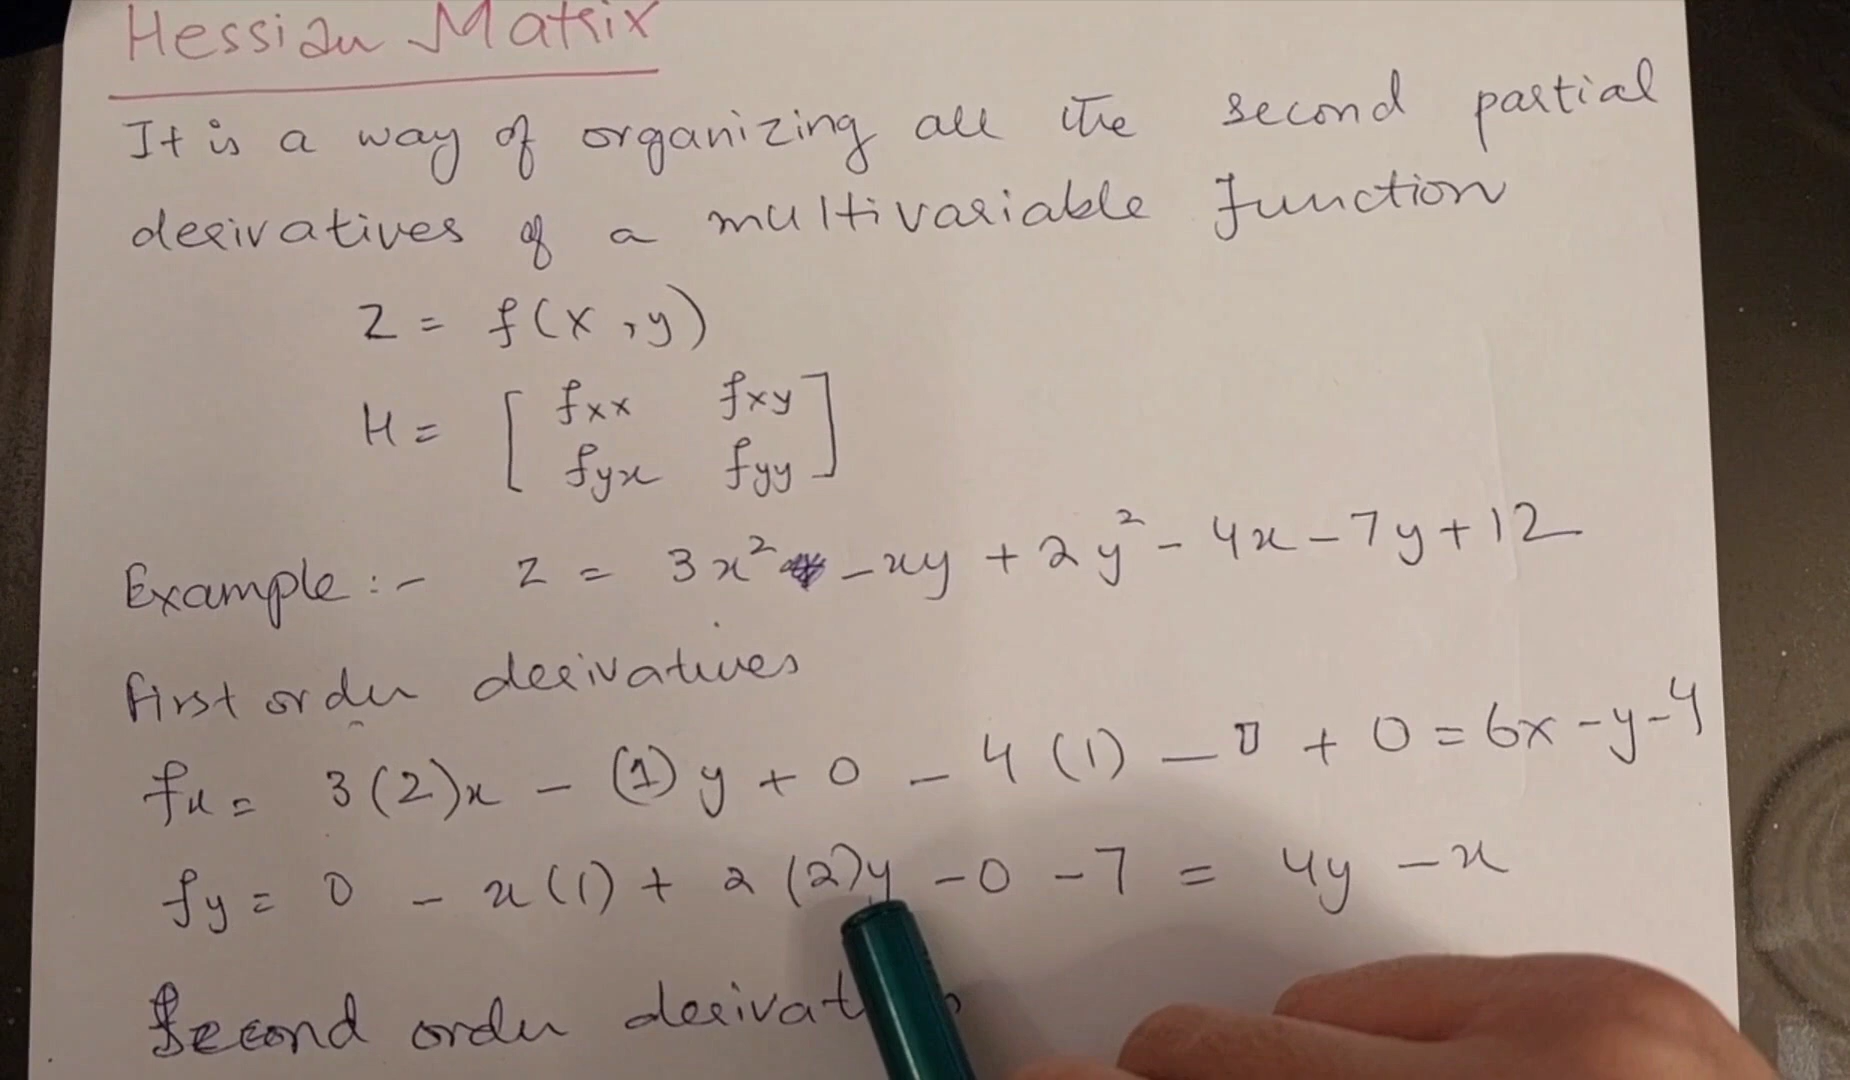 Hessian Matrix
It is a way of organizing all the second partial
derivatives of a multivariable function
Z = f(x,y)
H = [ fxx fxy
fyx fyy ]
Example :- z = 3x² - xy + 2y² - 4x - 7y + 12
first order derivatives
fx = 3(2)x - (1)y + 0 - 4(1) - 0 + 0 = 6x - y - 4
fy = 0 - x(1) + 2(2)y - 0 - 7 = 4y - x
Second order